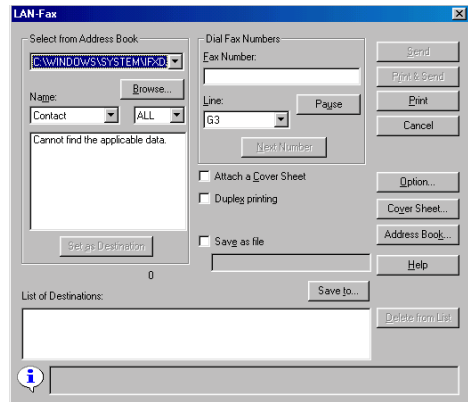 LAN-Fax
Select from Address Book
C:\WINDOWS\SYSTEM\IFXD.
Browse...
Name:
Contact
ALL
Cannot find the applicable data.
Set as Destination
0
Dial Fax Numbers
Fax Number:
Line:
G3
Pause
Next Number
Attach a Cover Sheet
Duplex printing
Save as file
Save to...
Send
Print & Send
Print
Cancel
Option...
Cover Sheet...
Address Book...
Help
List of Destinations:
Delete from List